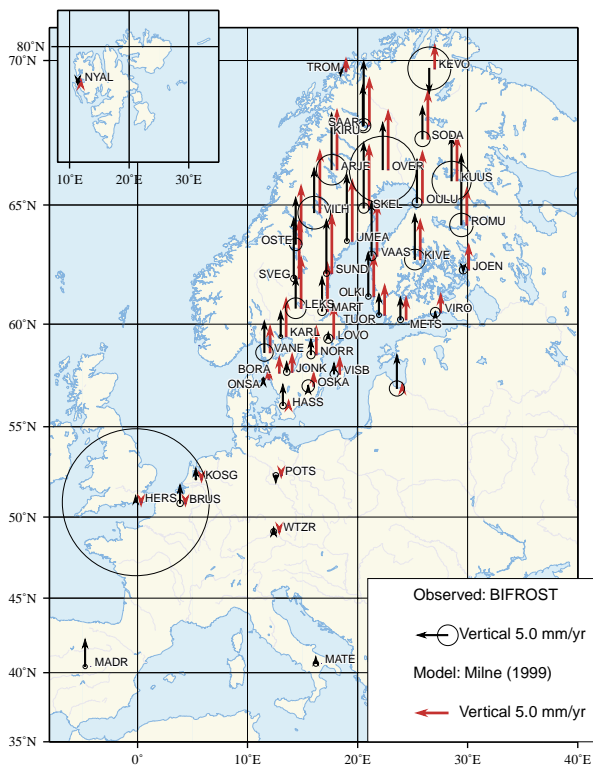 80°N
70°N
NYAL
10°E 20°E 30°E
TROM
KEVO
SAAR
KIRU
SODA
ARJE
OVER
KUUS
65°N
VILH
SKEL
OULU
ROMU
OSTE
UMEA
VAAS
KIVE
JOEN
SVEG
SUND
OLKI
LEKS
MART
TUOR
METS
VIRO
60°N
KARL
LOVO
VANE
NORR
BORA
JONK
VISB
ONSA
OSKA
HASS
55°N
KOSG
POTS
HERS
BRUS
50°N
WTZR
45°N
MADR
MATE
40°N
35°N
0° 10°E 20°E 30°E 40°E
Observed: BIFROST
Vertical 5.0 mm/yr
Model: Milne (1999)
Vertical 5.0 mm/yr